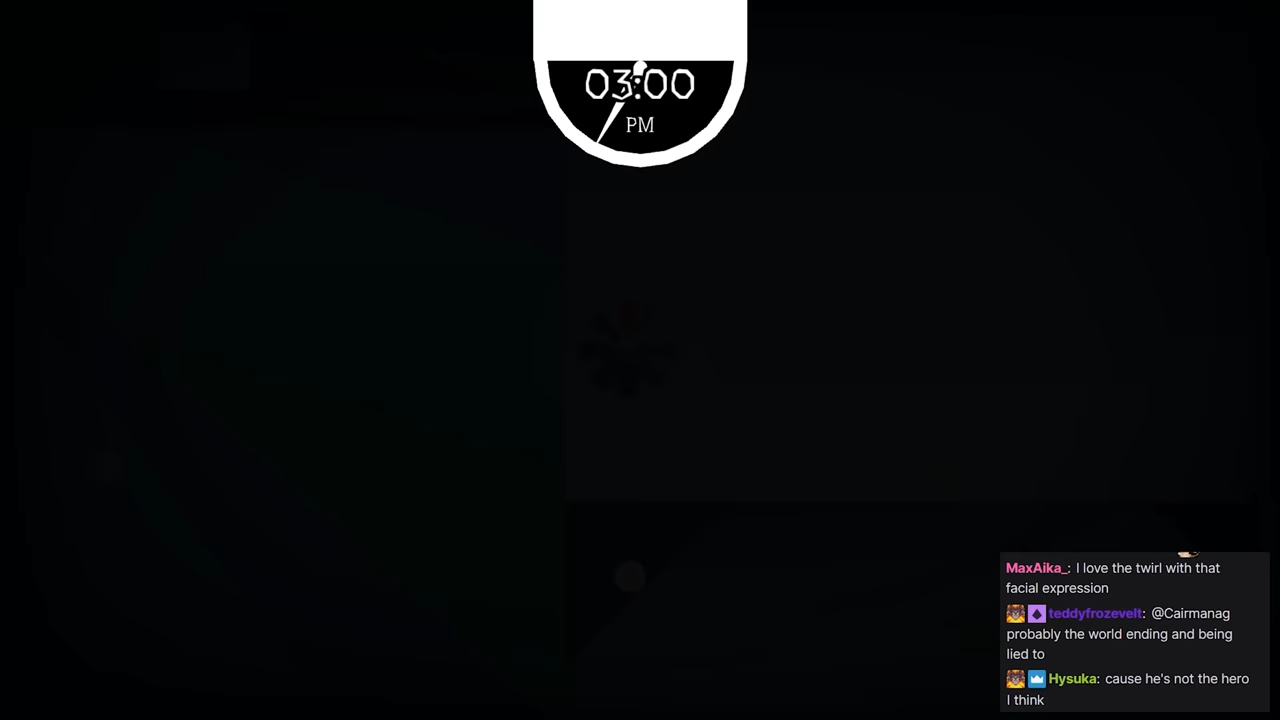 03:00
PM
MaxAika_: I love the twirl with that
facial expression
teddyfrozevelt: @Cairmanag
probably the world ending and being
lied to
Hysuka: cause he's not the hero
I think